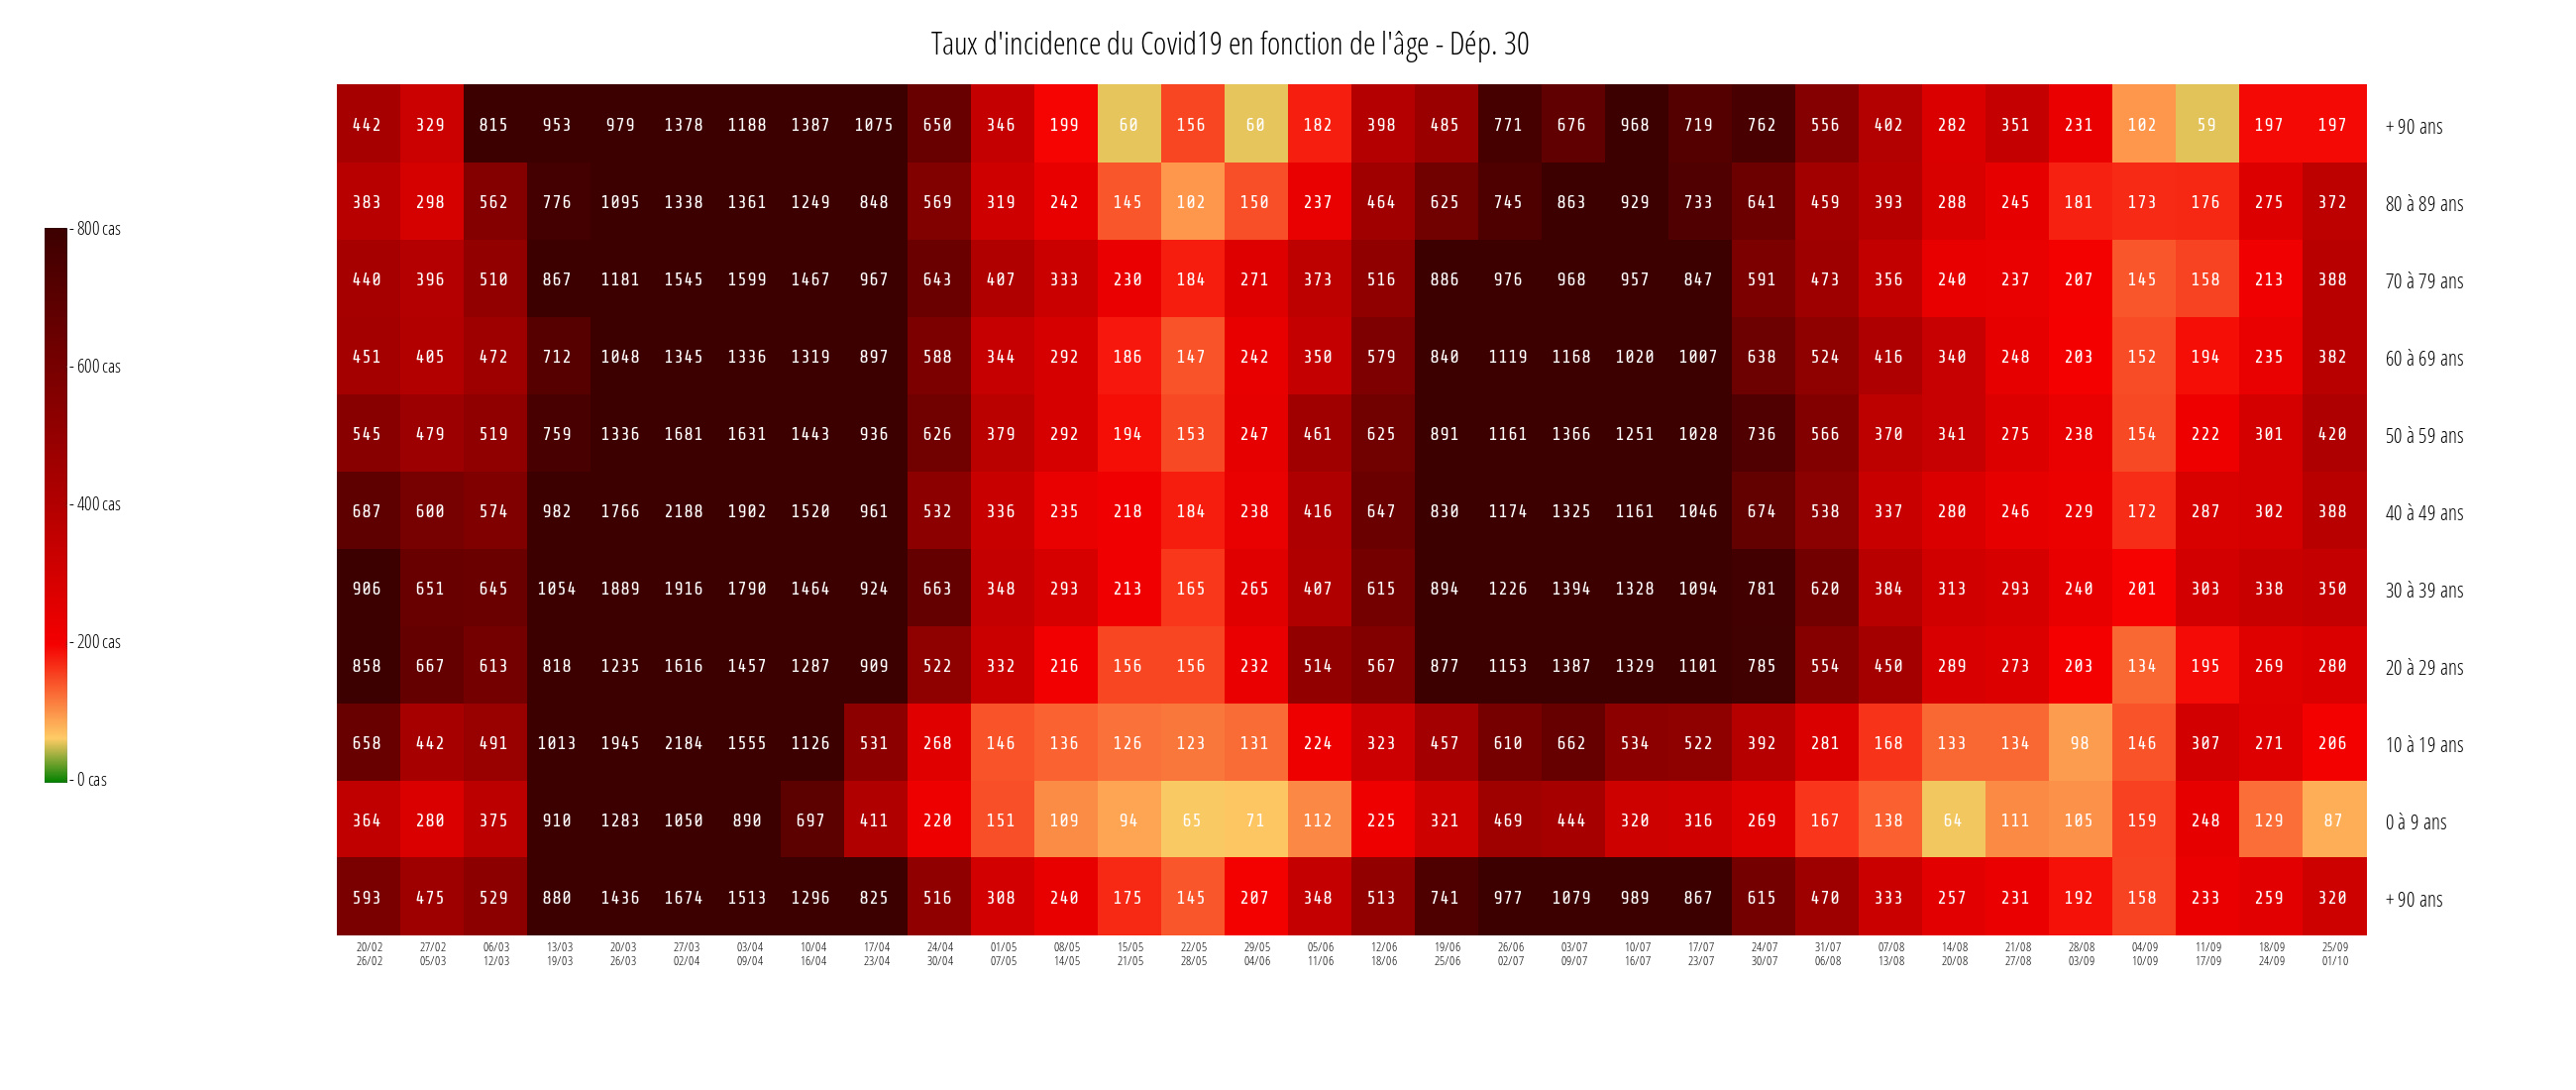 Taux d'incidence du Covid19 en fonction de l'âge - Dép. 30
- 800 cas
- 600 cas
- 400 cas
- 200 cas
- 0 cas
442 329 815 953 979 1378 1188 1387 1075 650 346 199 60 156 60 182 398 485 771 676 968 719 762 556 402 282 351 231 102 59 197 197 + 90 ans
383 298 562 776 1095 1338 1361 1249 848 569 319 242 145 102 150 237 464 625 745 863 929 733 641 459 393 288 245 181 173 176 275 372 80 à 89 ans
440 396 510 867 1181 1545 1599 1467 967 643 407 333 230 184 271 373 516 886 976 968 957 847 591 473 356 240 237 207 145 158 213 388 70 à 79 ans
451 405 472 712 1048 1345 1336 1319 897 588 344 292 186 147 242 350 579 840 1119 1168 1020 1007 638 524 416 340 248 203 152 194 235 382 60 à 69 ans
545 479 519 759 1336 1681 1631 1443 936 626 379 292 194 153 247 461 625 891 1161 1366 1251 1028 736 566 370 341 275 238 154 222 301 420 50 à 59 ans
687 600 574 982 1766 2188 1902 1520 961 532 336 235 218 184 238 416 647 830 1174 1325 1161 1046 674 538 337 280 246 229 172 287 302 388 40 à 49 ans
906 651 645 1054 1889 1916 1790 1464 924 663 348 293 213 165 265 407 615 894 1226 1394 1328 1094 781 620 384 313 293 240 201 303 338 350 30 à 39 ans
858 667 613 818 1235 1616 1457 1287 909 522 332 216 156 156 232 514 567 877 1153 1387 1329 1101 785 554 450 289 273 203 134 195 269 280 20 à 29 ans
658 442 491 1013 1945 2184 1555 1126 531 268 146 136 126 123 131 224 323 457 610 662 534 522 392 281 168 133 134 98 146 307 271 206 10 à 19 ans
364 280 375 910 1283 1050 890 697 411 220 151 109 94 65 71 112 225 321 469 444 320 316 269 167 138 64 111 105 159 248 129 87 0 à 9 ans
593 475 529 880 1436 1674 1513 1296 825 516 308 240 175 145 207 348 513 741 977 1079 989 867 615 470 333 257 231 192 158 233 259 320 + 90 ans
20/02 27/02 06/03 13/03 20/03 27/03 03/04 10/04 17/04 24/04 01/05 08/05 15/05 22/05 29/05 05/06 12/06 19/06 26/06 03/07 10/07 17/07 24/07 31/07 07/08 14/08 21/08 28/08 04/09 11/09 18/09 25/09
26/02 05/03 12/03 19/03 26/03 02/04 09/04 16/04 23/04 30/04 07/05 14/05 21/05 28/05 04/06 11/06 18/06 25/06 02/07 09/07 16/07 23/07 30/07 06/08 13/08 20/08 27/08 03/09 10/09 17/09 24/09 01/10